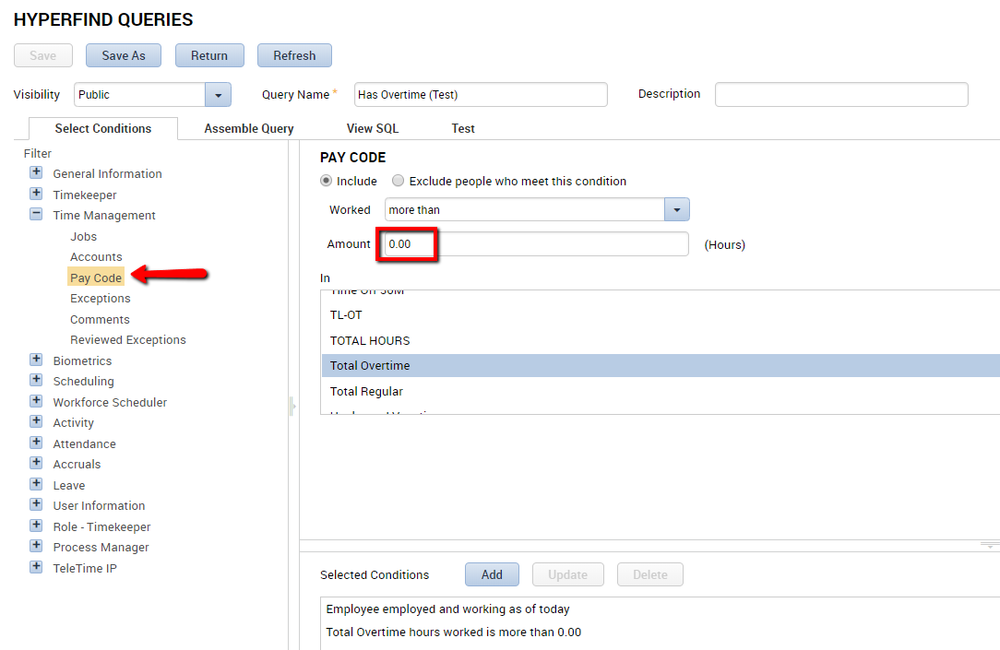 HYPERFIND QUERIES
Save Save As Return Refresh
Visibility Public Query Name * Has Overtime (Test) Description
Select Conditions Assemble Query View SQL Test
Filter
General Information
Timekeeper
Time Management
Jobs
Accounts
Pay Code
Exceptions
Comments
Reviewed Exceptions
Biometrics
Scheduling
Workforce Scheduler
Activity
Attendance
Accruals
Leave
User Information
Role - Timekeeper
Process Manager
TeleTime IP
PAY CODE
Include Exclude people who meet this condition
Worked more than
Amount 0.00 (Hours)
In
Time Off
TL-OT
TOTAL HOURS
Total Overtime
Total Regular
Selected Conditions Add Update Delete
Employee employed and working as of today
Total Overtime hours worked is more than 0.00